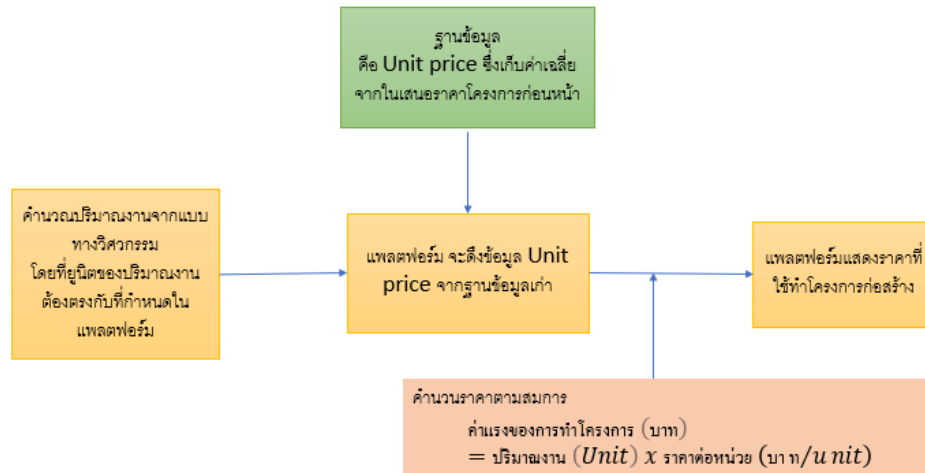 ฐานข้อมูล
คือ Unit price ซึ่งเก็บค่าเฉลี่ย
จากในเสนอราคาโครงการก่อนหน้า
คำนวณปริมาณงานจากแบบ
ทางวิศวกรรม
โดยที่ยูนิตของปริมาณงาน
ต้องตรงกับที่กำหนดใน
แพลตฟอร์ม
แพลตฟอร์ม จะดึงข้อมูล Unit
price จากฐานข้อมูลเก่า
แพลตฟอร์มแสดงราคาที่
ใช้ทำโครงการก่อสร้าง
คำนวนราคาตามสมการ
ค่าแรงของการทำโครงการ (บาท)
= ปริมาณงาน (Unit) x ราคาต่อหน่วย (บาท/unit)